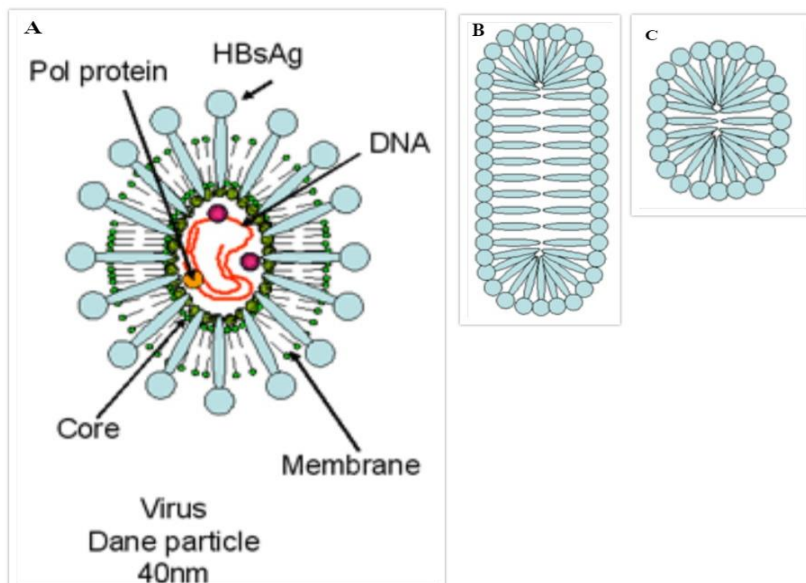 A
HBsAg
Pol protein
DNA
Core
Membrane
Virus
Dane particle
40nm
B
C